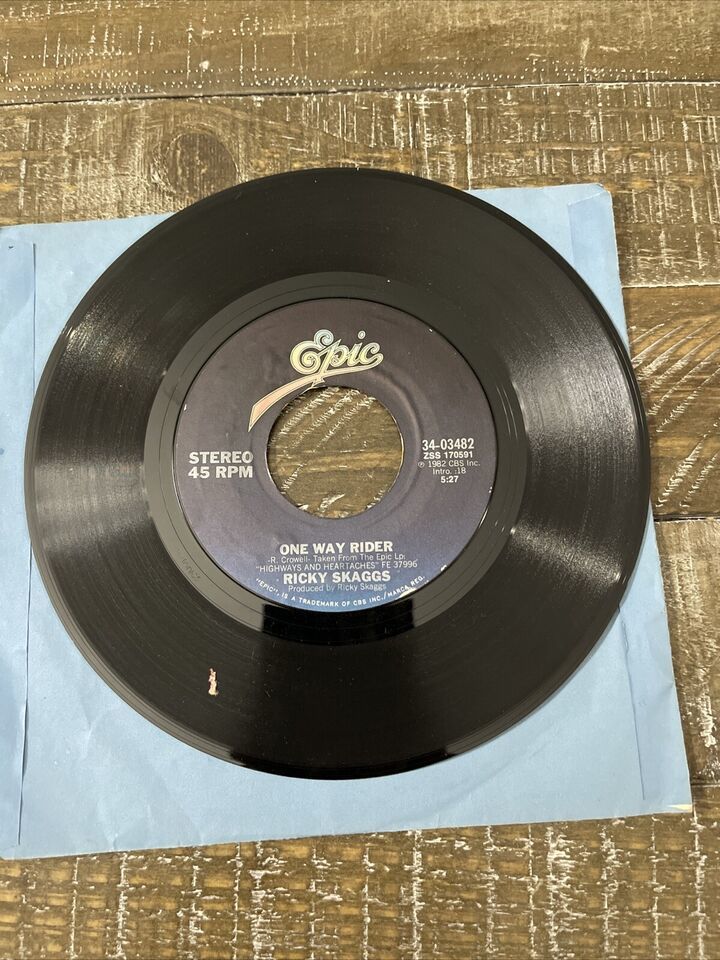 Epic
STEREO
45 RPM
34-03482
ZSS 170591
℗ 1982 CBS Inc.
Intro. :18
5:27
ONE WAY RIDER
-R. Crowell- Taken From The Epic Lp:
"HIGHWAYS AND HEARTACHES" FE 37996
RICKY SKAGGS
Produced by Ricky Skaggs
"EPIC", IS A TRADEMARK OF CBS INC./MARCA REG.